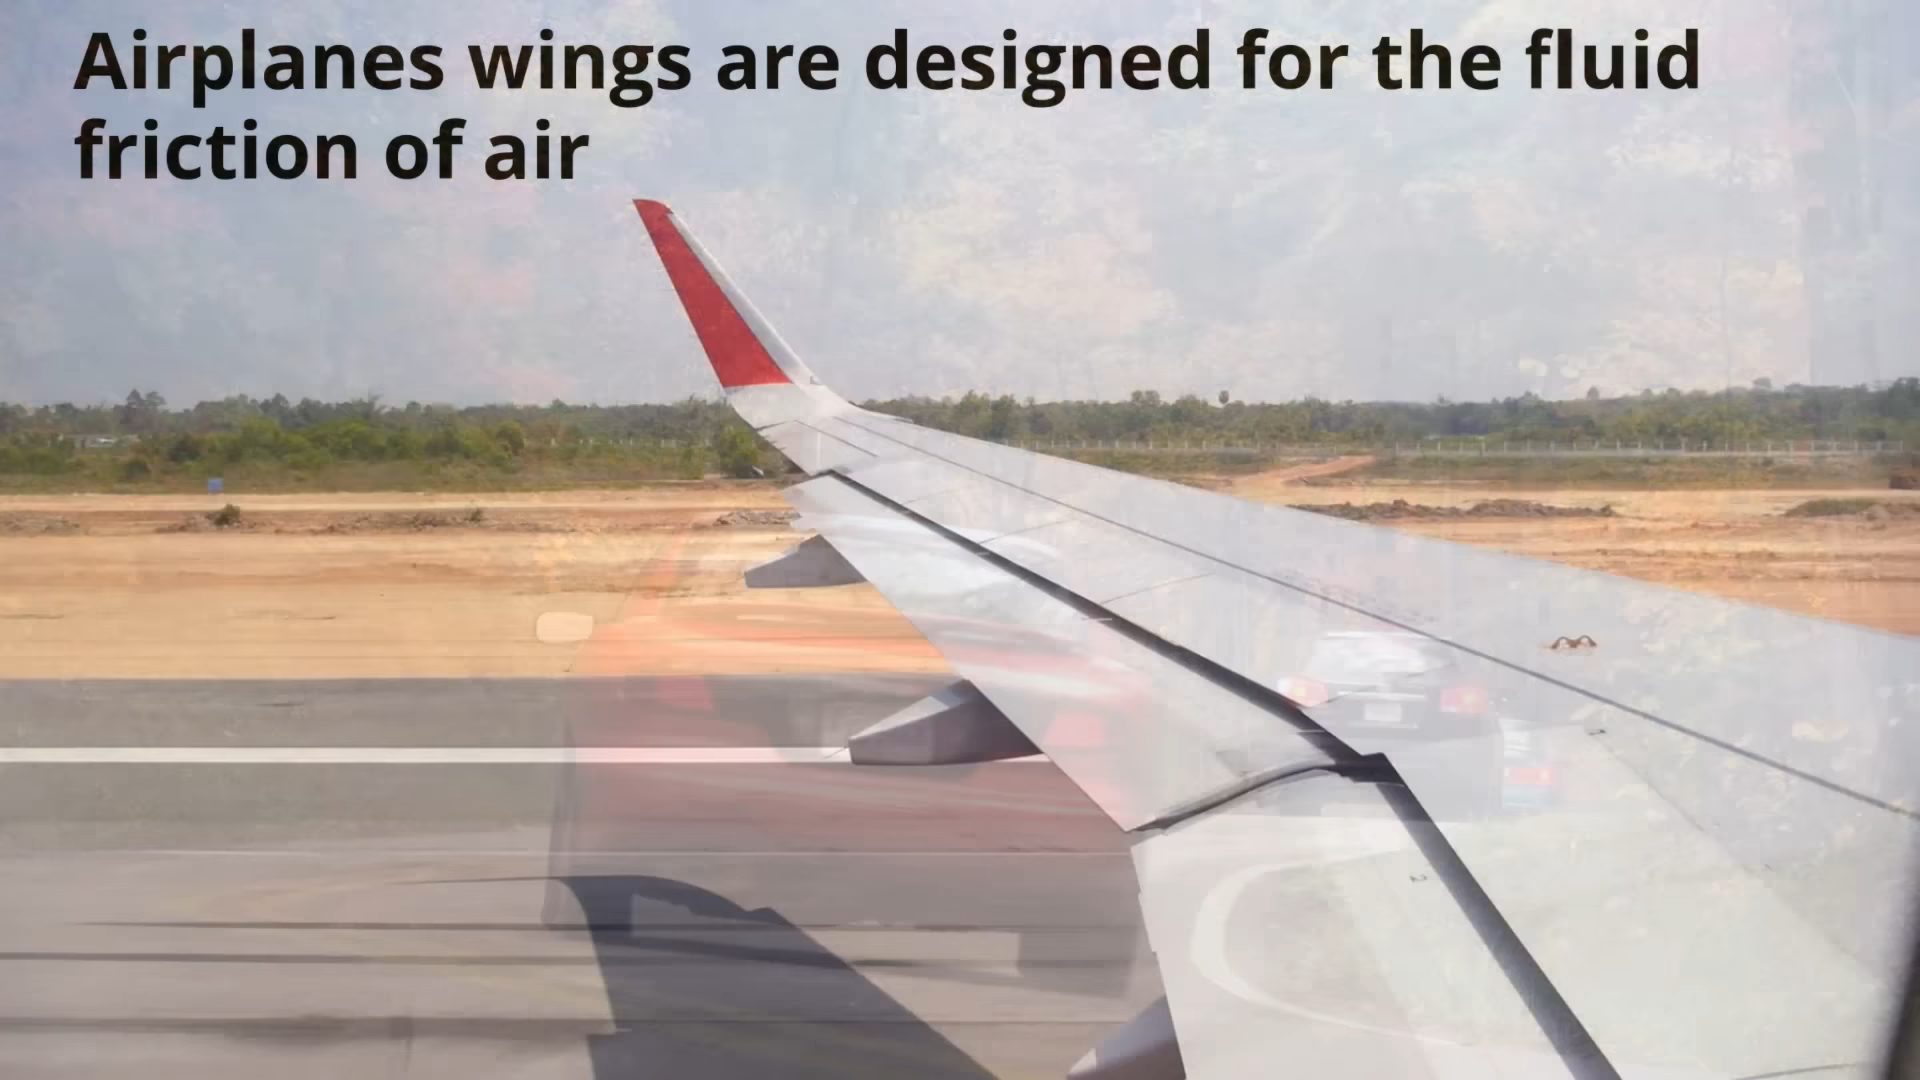 Airplanes wings are designed for the fluid
friction of air